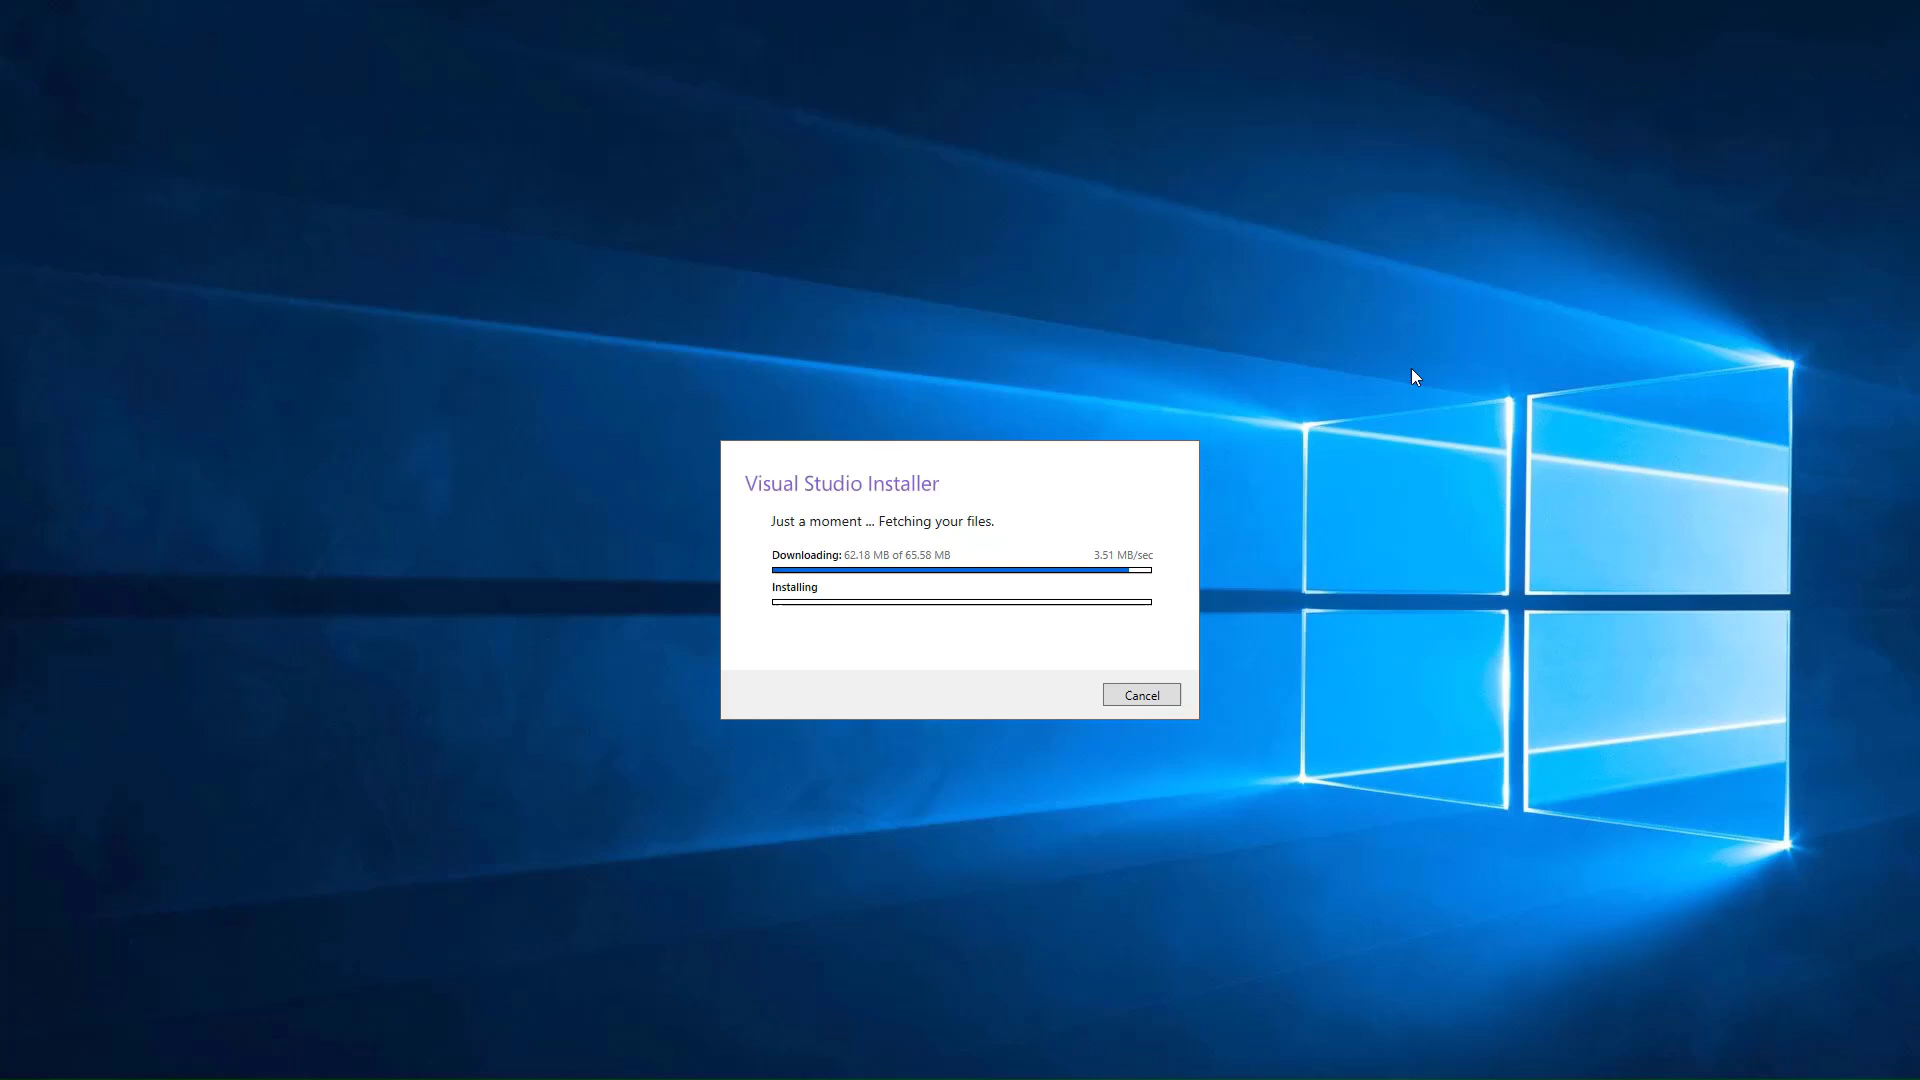 Visual Studio Installer
Just a moment ... Fetching your files.
Downloading: 62.18 MB of 65.58 MB 3.51 MB/sec
Installing
Cancel